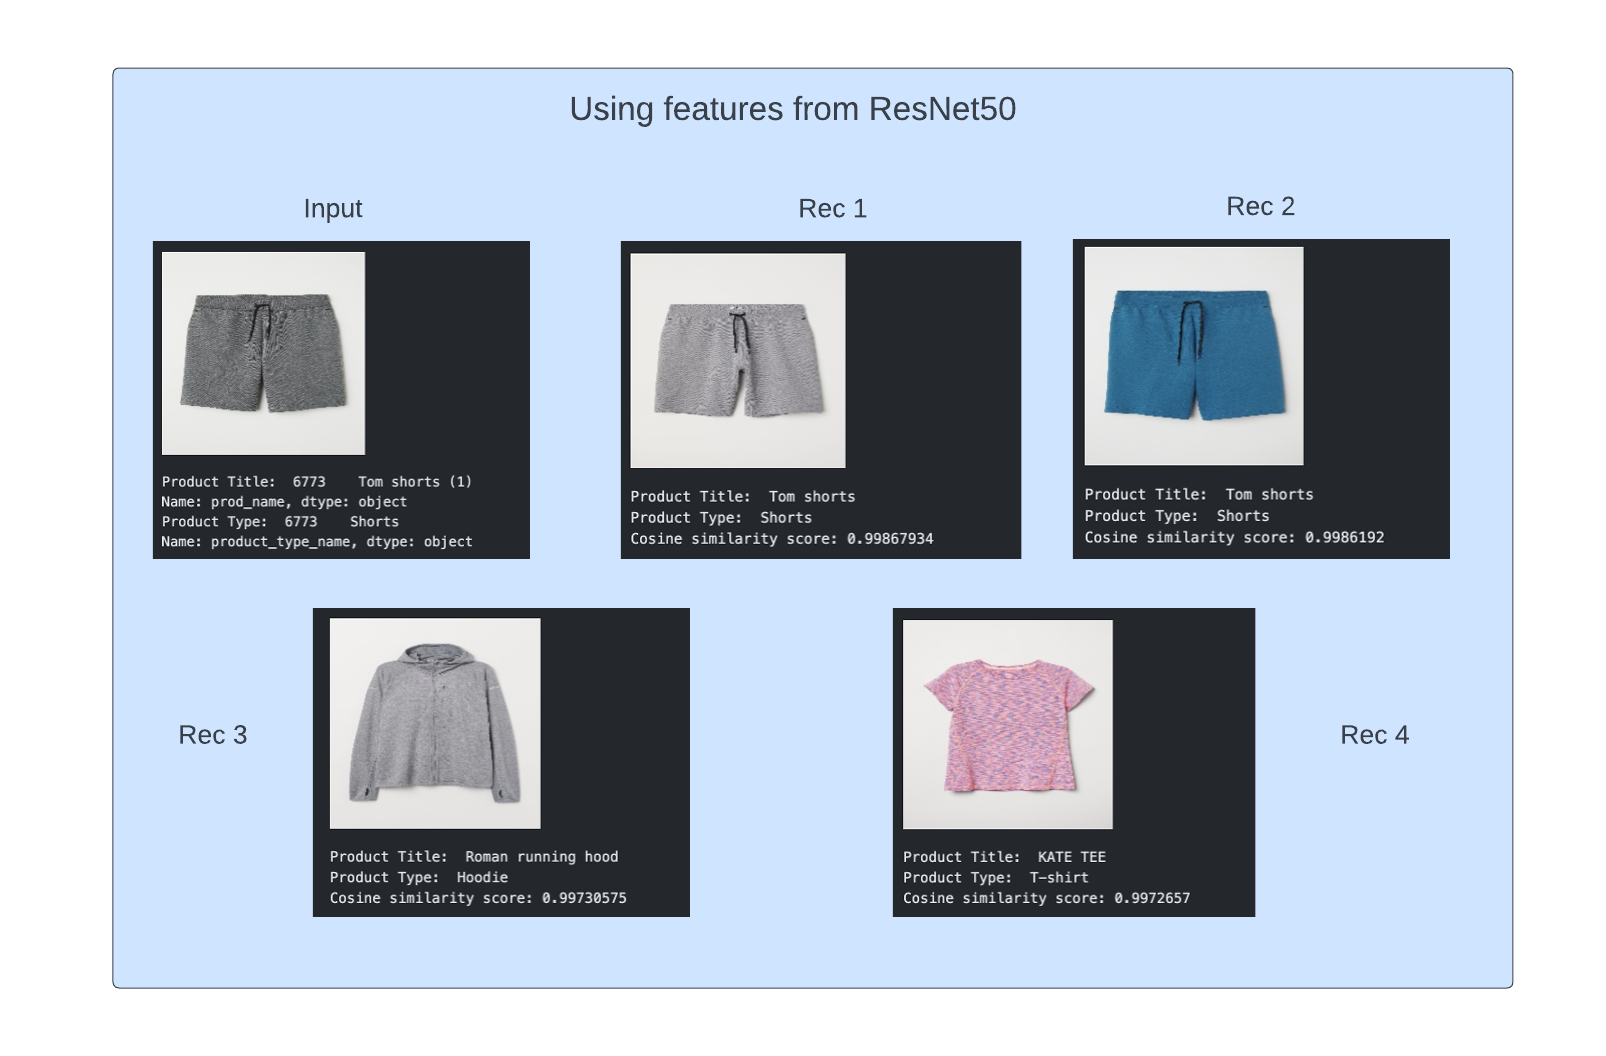 Using features from ResNet50
Input
Rec 1
Rec 2
Product Title:  6773    Tom shorts (1)
Name: prod_name, dtype: object
Product Type:  6773    Shorts
Name: product_type_name, dtype: object
Product Title:  Tom shorts
Product Type:  Shorts
Cosine similarity score: 0.99867934
Product Title:  Tom shorts
Product Type:  Shorts
Cosine similarity score: 0.9986192
Rec 3
Product Title:  Roman running hood
Product Type:  Hoodie
Cosine similarity score: 0.99730575
Product Title:  KATE TEE
Product Type:  T-shirt
Cosine similarity score: 0.9972657
Rec 4